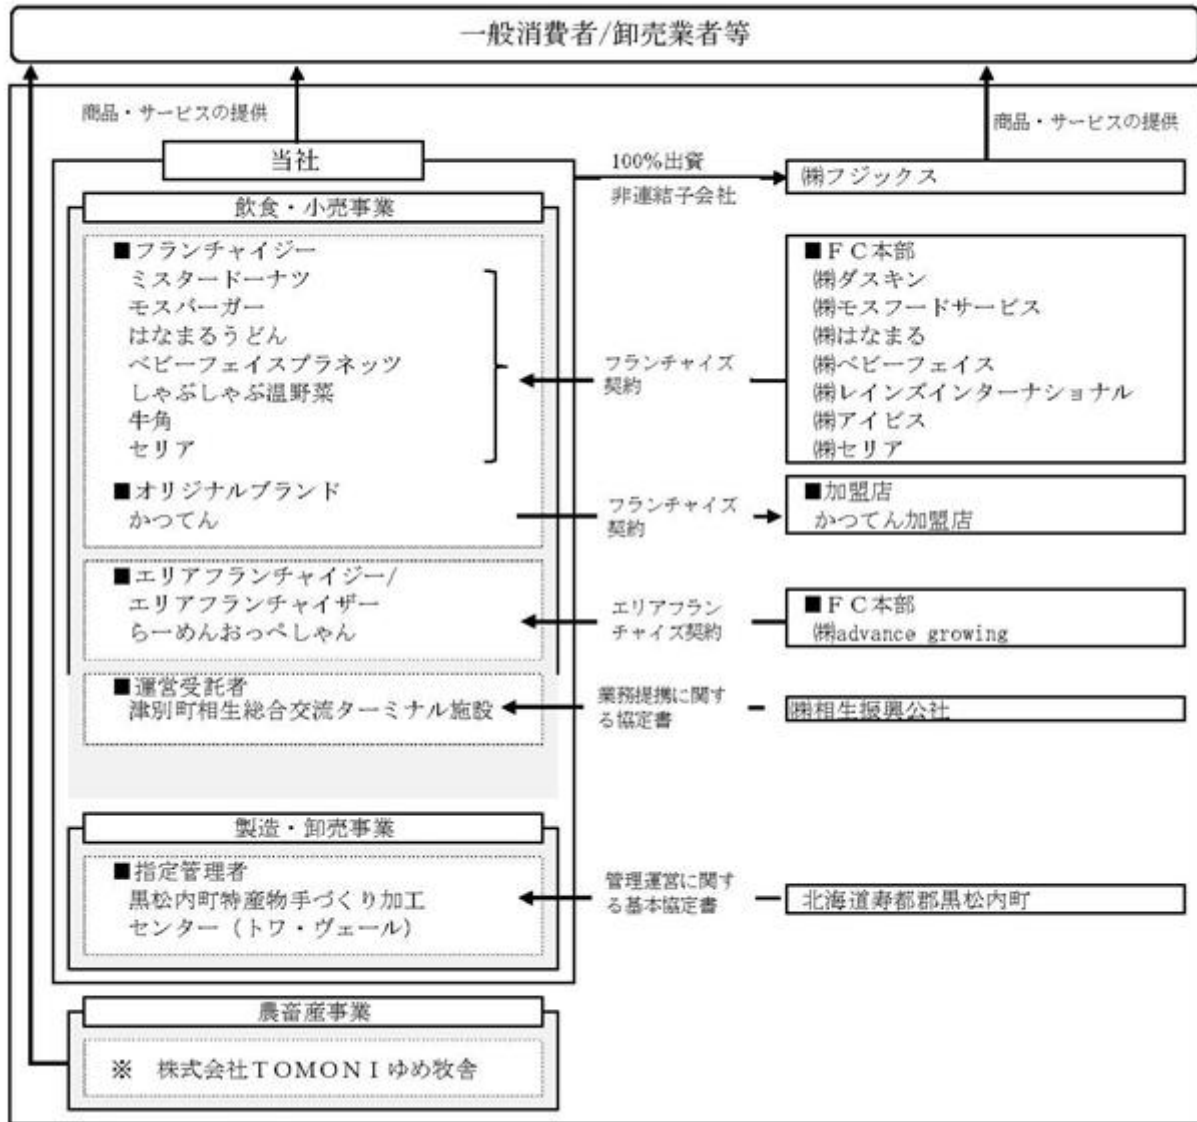 一般消費者/卸売業者等
商品・サービスの提供
商品・サービスの提供
当社
100%出資
非連結子会社
㈱フジックス
飲食・小売事業
■フランチャイジー
ミスタードーナツ
モスバーガー
はなまるうどん
ベビーフェイスプラネッツ
しゃぶしゃぶ温野菜
牛角
セリア
フランチャイズ
契約
■ＦＣ本部
㈱ダスキン
㈱モスフードサービス
㈱はなまる
㈱ベビーフェイス
㈱レインズインターナショナル
㈱アイビス
㈱セリア
■オリジナルブランド
かつてん
フランチャイズ
契約
■加盟店
かつてん加盟店
■エリアフランチャイジー/
エリアフランチャイザー
らーめんおっぺしゃん
エリアフラン
チャイズ契約
■ＦＣ本部
㈱advance growing
■運営受託者
津別町相生総合交流ターミナル施設
業務提携に関す
る協定書
㈱相生振興公社
製造・卸売事業
■指定管理者
黒松内町特産物手づくり加工
センター（トワ・ヴェール）
管理運営に関す
る基本協定書
北海道寿都郡黒松内町
農畜産事業
※　株式会社ＴＯＭＯＮＩゆめ牧舎